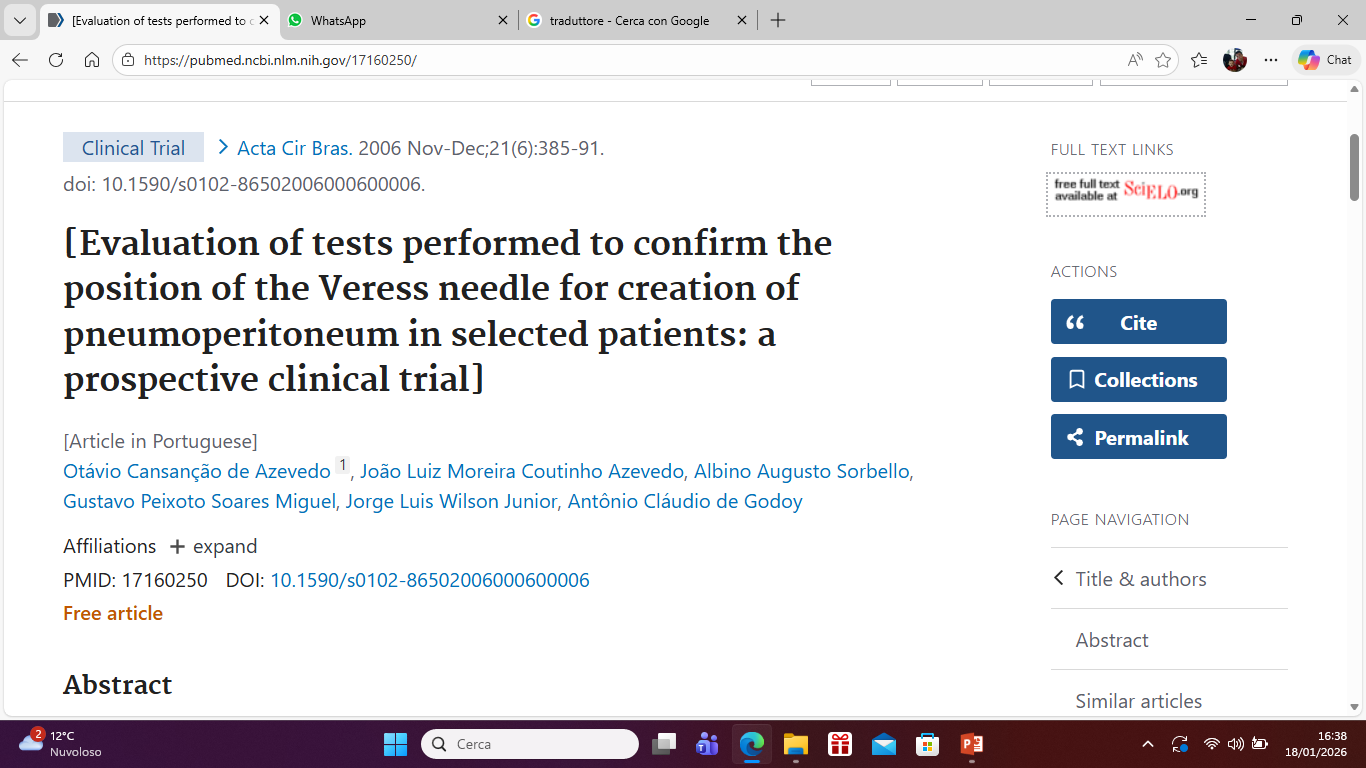 [Evaluation of tests performed to c
WhatsApp
traduttore - Cerca con Google
https://pubmed.ncbi.nlm.nih.gov/17160250/
Chat
Clinical Trial
Acta Cir Bras. 2006 Nov-Dec;21(6):385-91.
doi: 10.1590/s0102-86502006000600006.
[Evaluation of tests performed to confirm the
position of the Veress needle for creation of
pneumoperitoneum in selected patients: a
prospective clinical trial]
[Article in Portuguese]
Otávio Cansanção de Azevedo 1, João Luiz Moreira Coutinho Azevedo, Albino Augusto Sorbello,
Gustavo Peixoto Soares Miguel, Jorge Luis Wilson Junior, Antônio Cláudio de Godoy
Affiliations + expand
PMID: 17160250 DOI: 10.1590/s0102-86502006000600006
Free article
Abstract
FULL TEXT LINKS
free full text
available at SciELO.org
ACTIONS
Cite
Collections
Permalink
PAGE NAVIGATION
Title & authors
Abstract
Similar articles
2
12°C
Nuvoloso
Cerca
16:38
18/01/2026